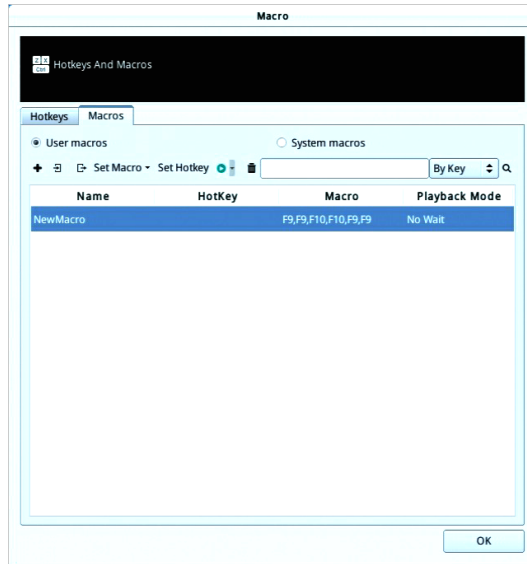 Macro
Z X
Ctrl
Hotkeys And Macros
Hotkeys Macros
User macros System macros
Set Macro Set Hotkey By Key
Name HotKey Macro Playback Mode
NewMacro F9,F9,F10,F10,F9,F9 No Wait
OK